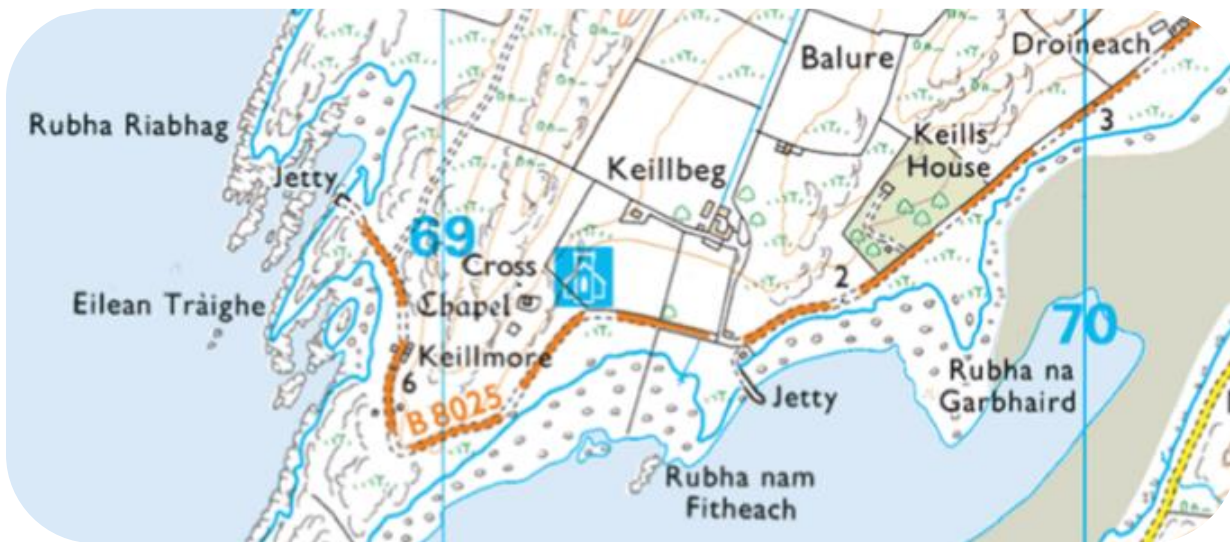 Droineach
Balure
3
Rubha Riabhag
Keills
House
Jetty
Keillbeg
69
Cross
2
Eilean Tràighe
Chapel
70
Keillmore
6
Rubha na
Garbhaird
B 8025
Jetty
Rubha nam
Fitheach